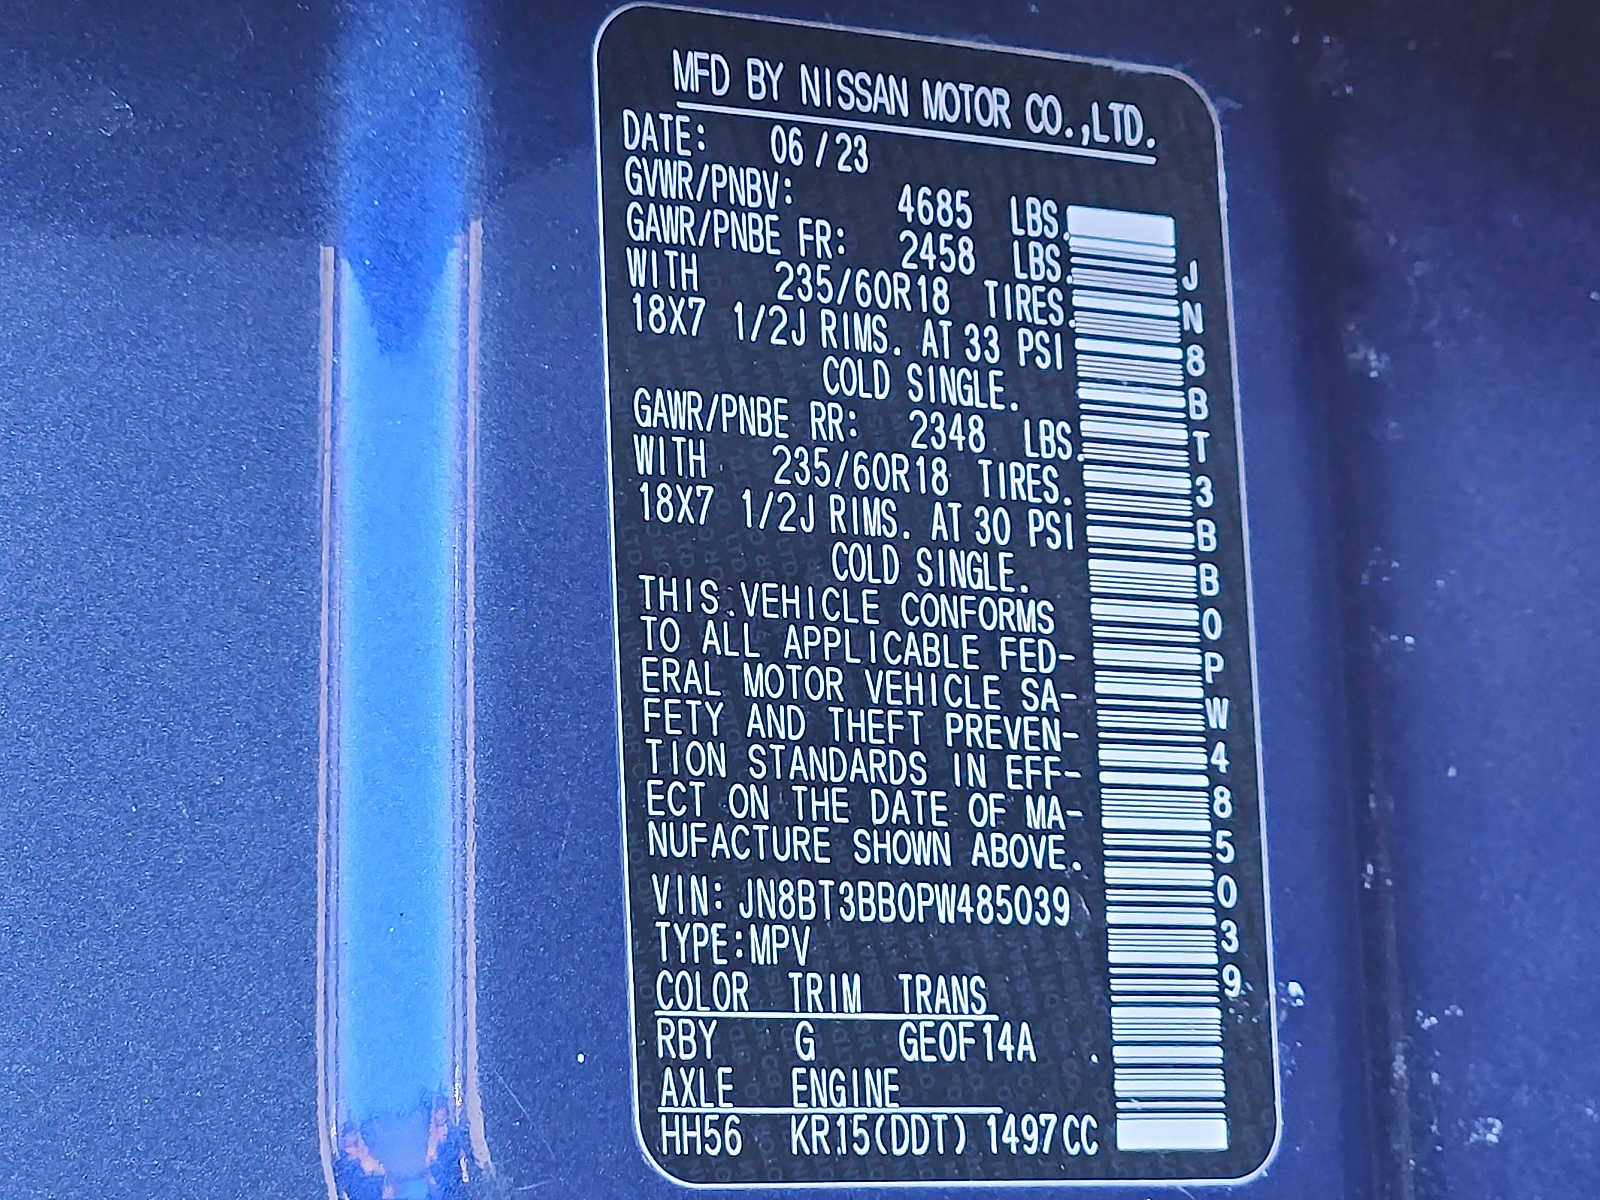 MFD BY NISSAN MOTOR CO.,LTD.
DATE: 06/23
GVWR/PNBV: 4685 LBS.
GAWR/PNBE FR: 2458 LBS.
WITH 235/60R18 TIRES.
18X7 1/2J RIMS. AT 33 PSI
COLD SINGLE.
GAWR/PNBE RR: 2348 LBS.
WITH 235/60R18 TIRES.
18X7 1/2J RIMS. AT 30 PSI
COLD SINGLE.
THIS VEHICLE CONFORMS
TO ALL APPLICABLE FED-
ERAL MOTOR VEHICLE SA-
FETY AND THEFT PREVEN-
TION STANDARDS IN EFF-
ECT ON THE DATE OF MA-
NUFACTURE SHOWN ABOVE.
VIN: JN8BT3BB0PW485039
TYPE:MPV
COLOR TRIM TRANS
RBY G GE0F14A
AXLE ENGINE
HH56 KR15(DDT) 1497CC
JN8BT3BB0PW485039